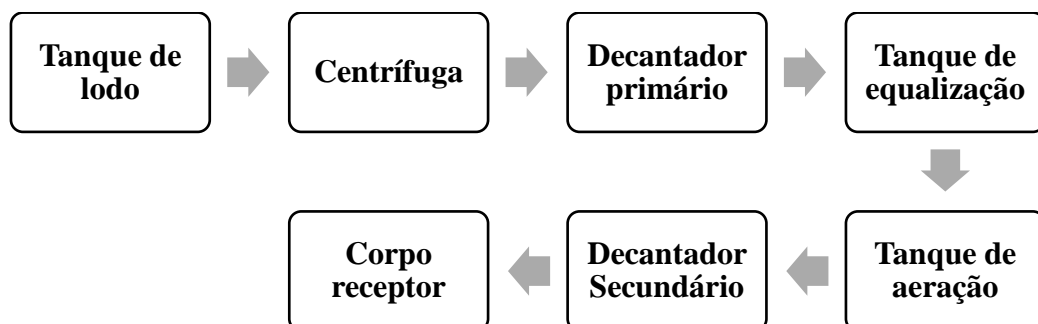 Tanque de
lodo
Centrífuga
Decantador
primário
Tanque de
equalização
Tanque de
aeração
Decantador
Secundário
Corpo
receptor